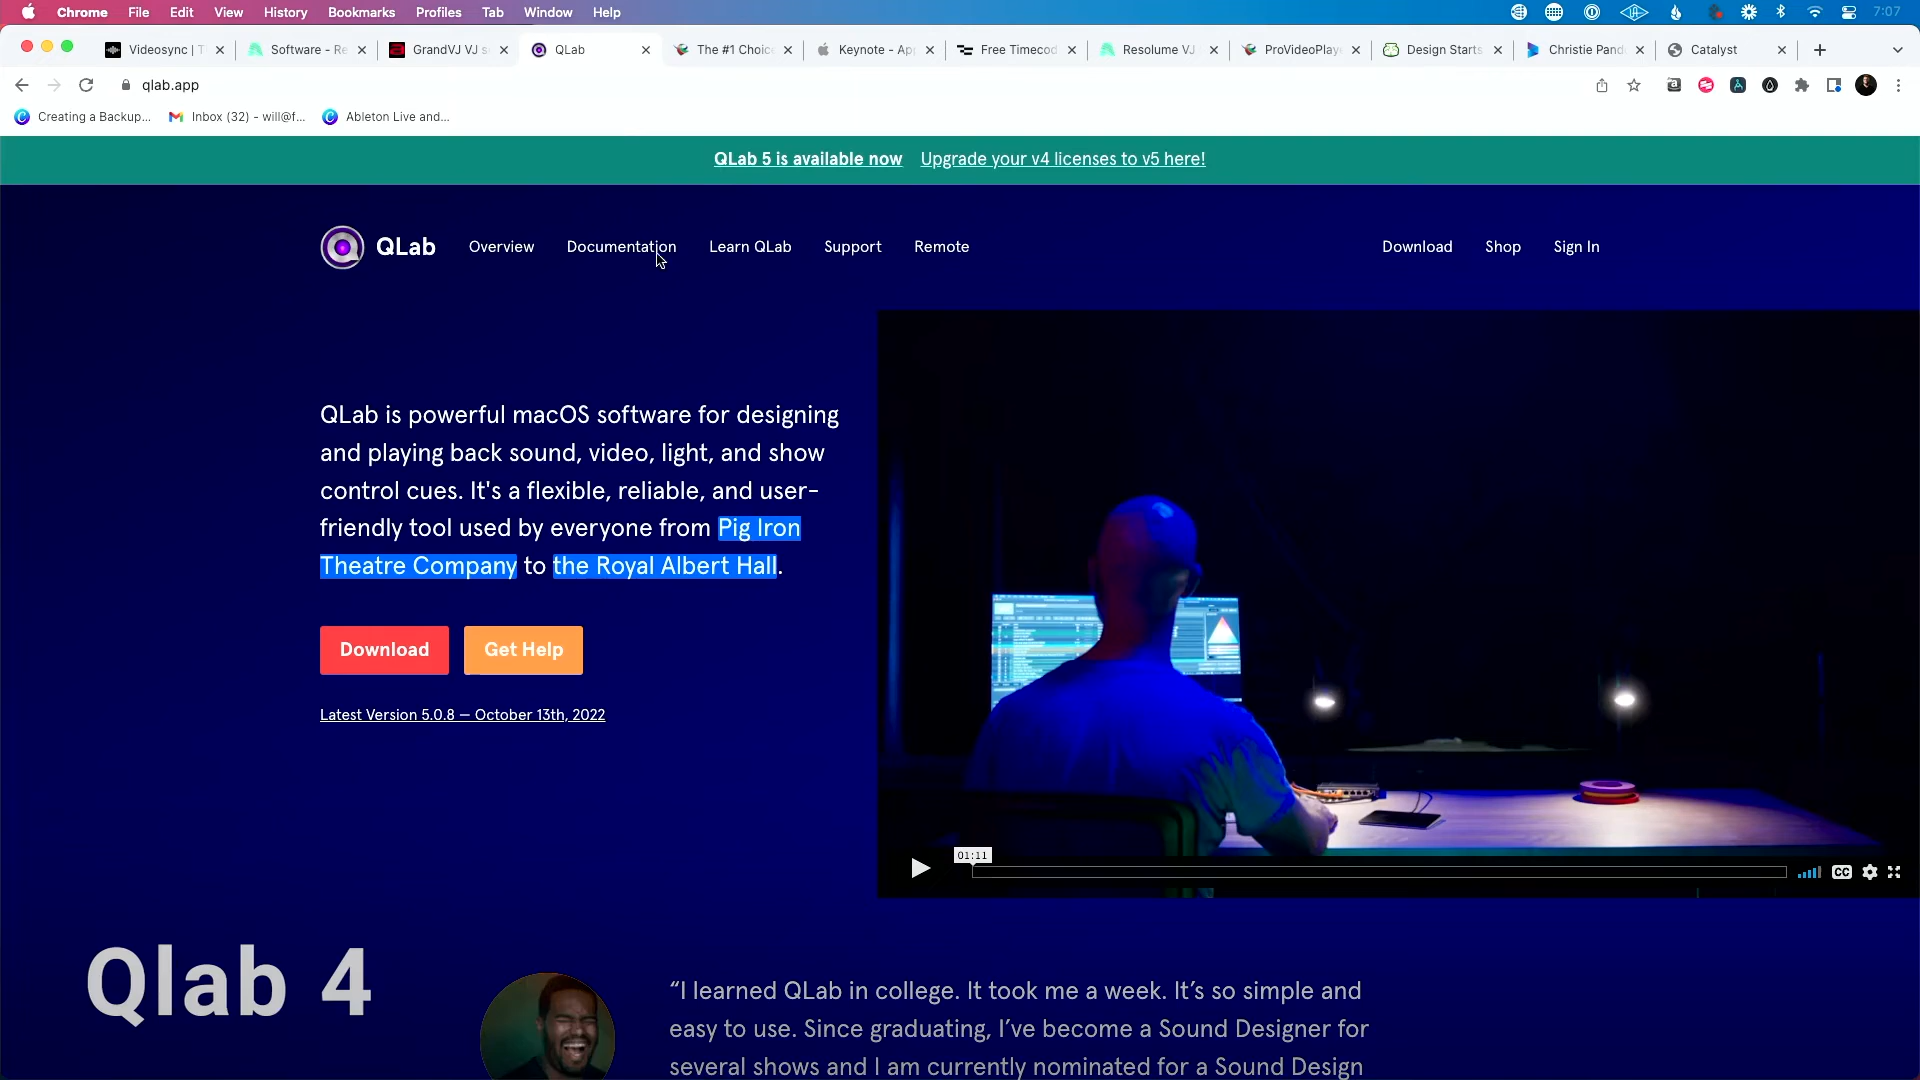 Chrome File Edit View History Bookmarks Profiles Tab Window Help 7:07
Videosync | T Software - Re GrandVJ VJ s QLab The #1 Choic Keynote - App Free Timecod Resolume VJ ProVideoPlaye Design Starts Christie Pand Catalyst
qlab.app
Creating a Backup... Inbox (32) - will@f... Ableton Live and...
QLab 5 is available now Upgrade your v4 licenses to v5 here!
QLab Overview Documentation Learn QLab Support Remote Download Shop Sign In
QLab is powerful macOS software for designing
and playing back sound, video, light, and show
control cues. It's a flexible, reliable, and user-
friendly tool used by everyone from Pig Iron
Theatre Company to the Royal Albert Hall.
Download Get Help
Latest Version 5.0.8 — October 13th, 2022
01:11
CC
Qlab 4
“I learned QLab in college. It took me a week. It’s so simple and
easy to use. Since graduating, I’ve become a Sound Designer for
several shows and I am currently nominated for a Sound Design